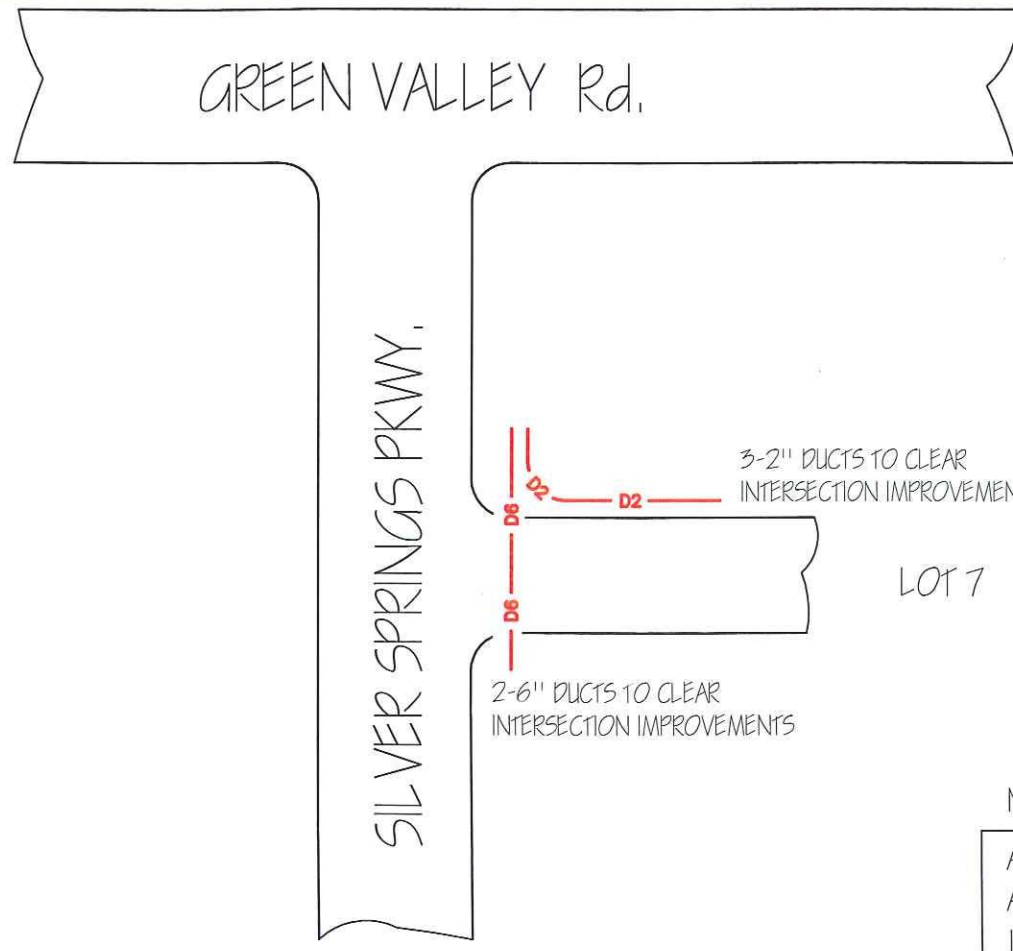 GREEN VALLEY Rd.
SILVER SPRINGS PKWY.
3-2" DUCTS TO CLEAR
INTERSECTION IMPROVEMEN
D2
D2
D6
LOT 7
D6
2-6" DUCTS TO CLEAR
INTERSECTION IMPROVEMENTS